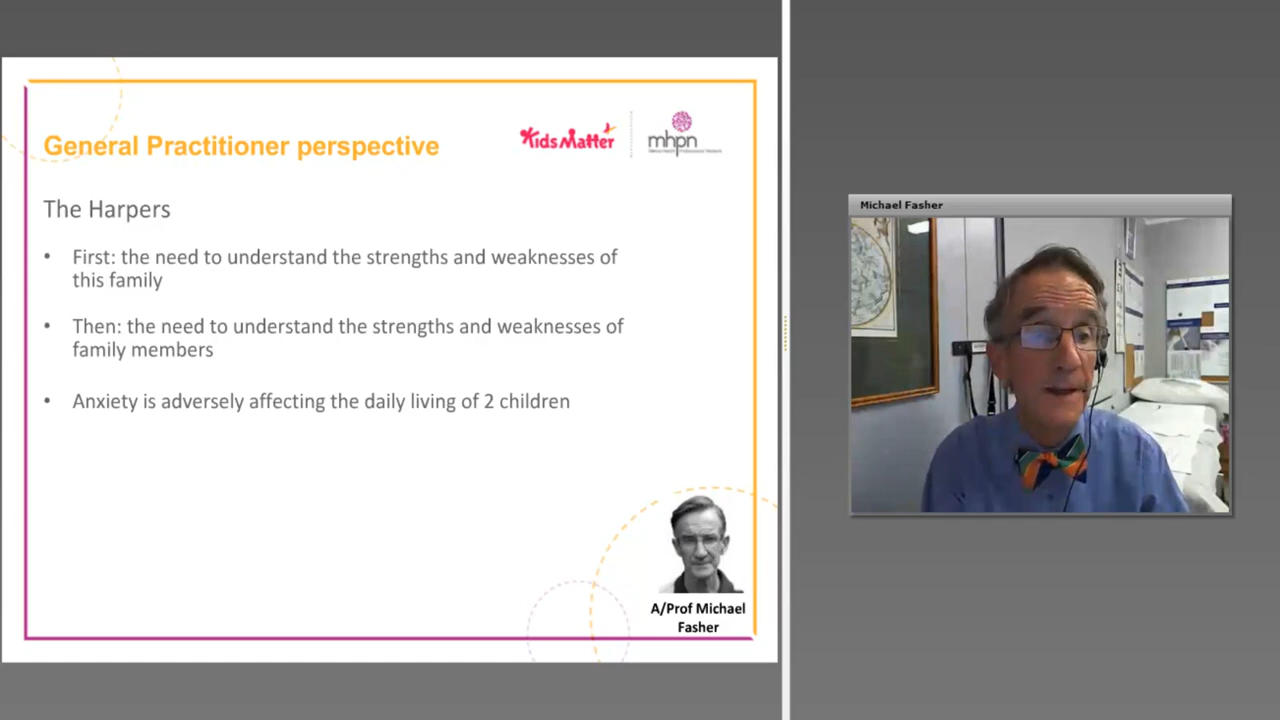 General Practitioner perspective
KidsMatter
mhpn
The Harpers
• First: the need to understand the strengths and weaknesses of
this family
• Then: the need to understand the strengths and weaknesses of
family members
• Anxiety is adversely affecting the daily living of 2 children
A/Prof Michael
Fasher
Michael Fasher